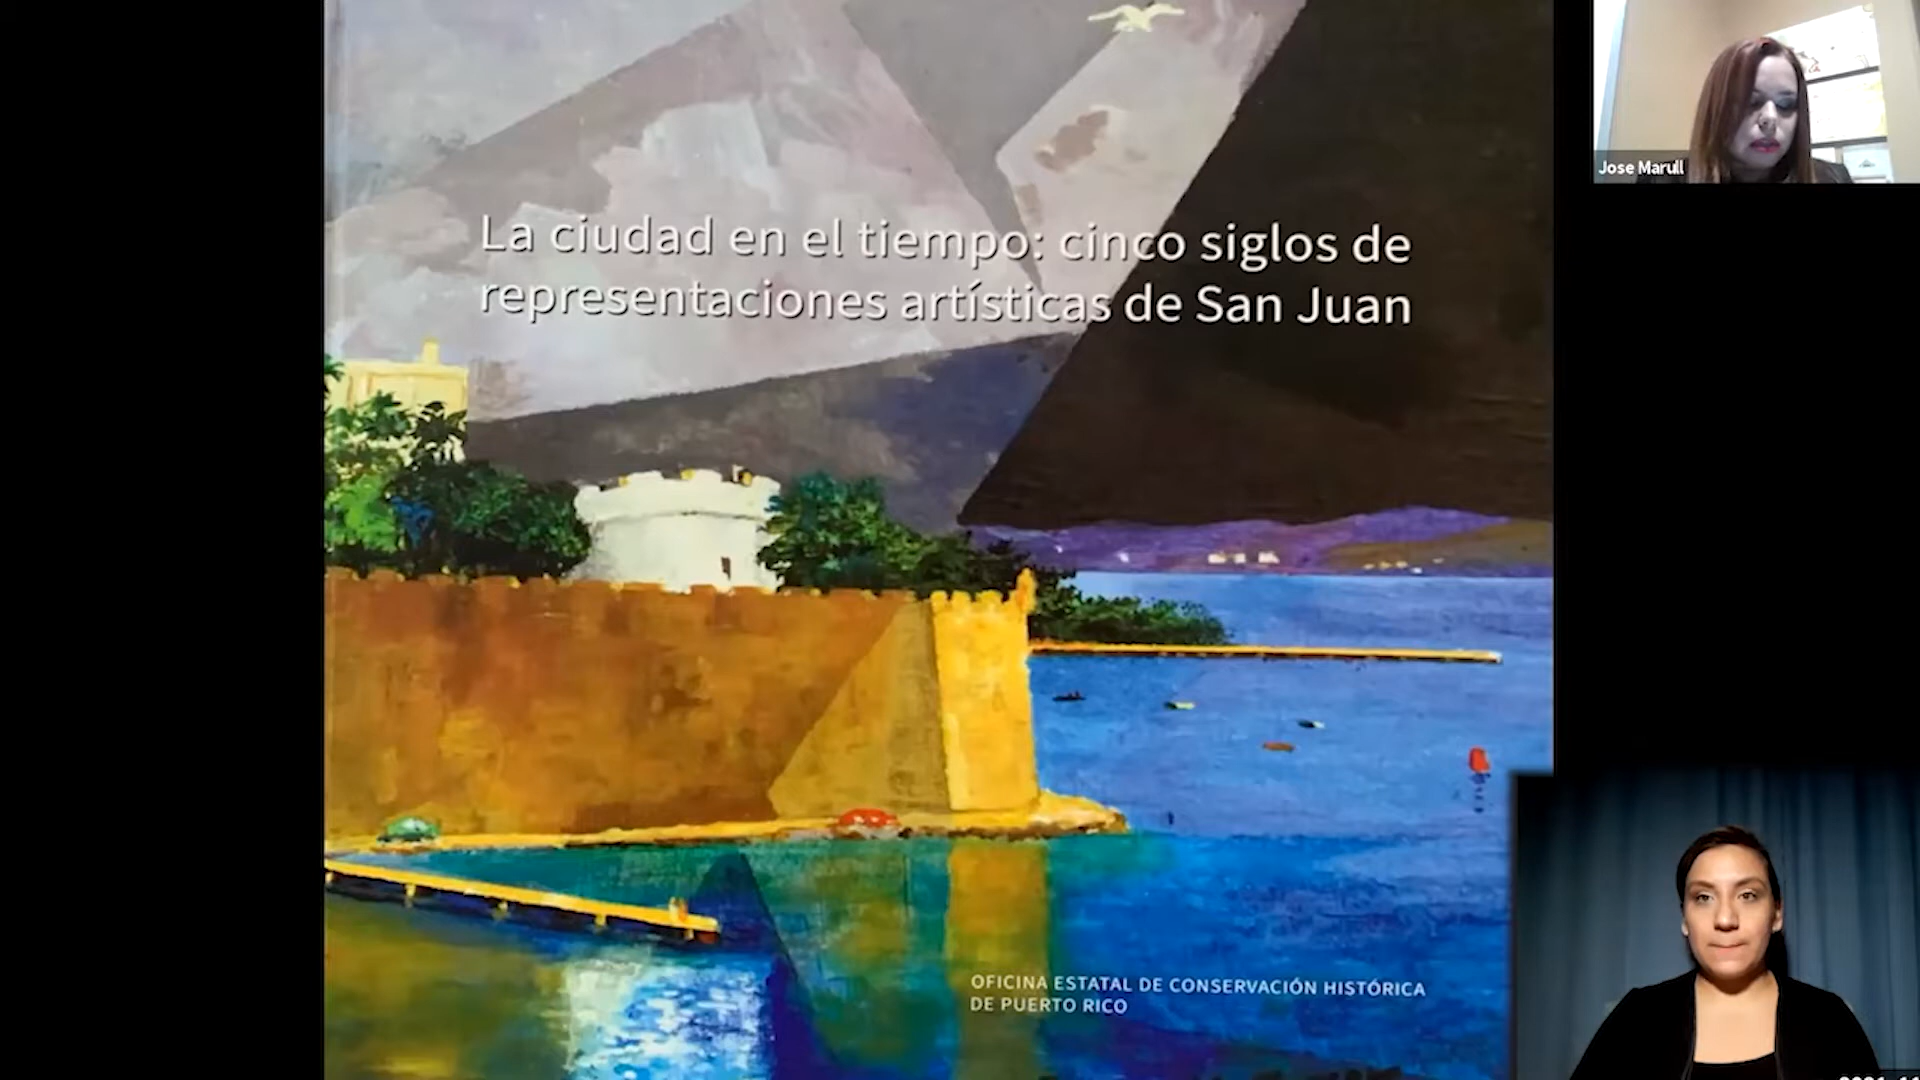 La ciudad en el tiempo: cinco siglos de
representaciones artísticas de San Juan
OFICINA ESTATAL DE CONSERVACIÓN HISTÓRICA
DE PUERTO RICO
Jose Marull